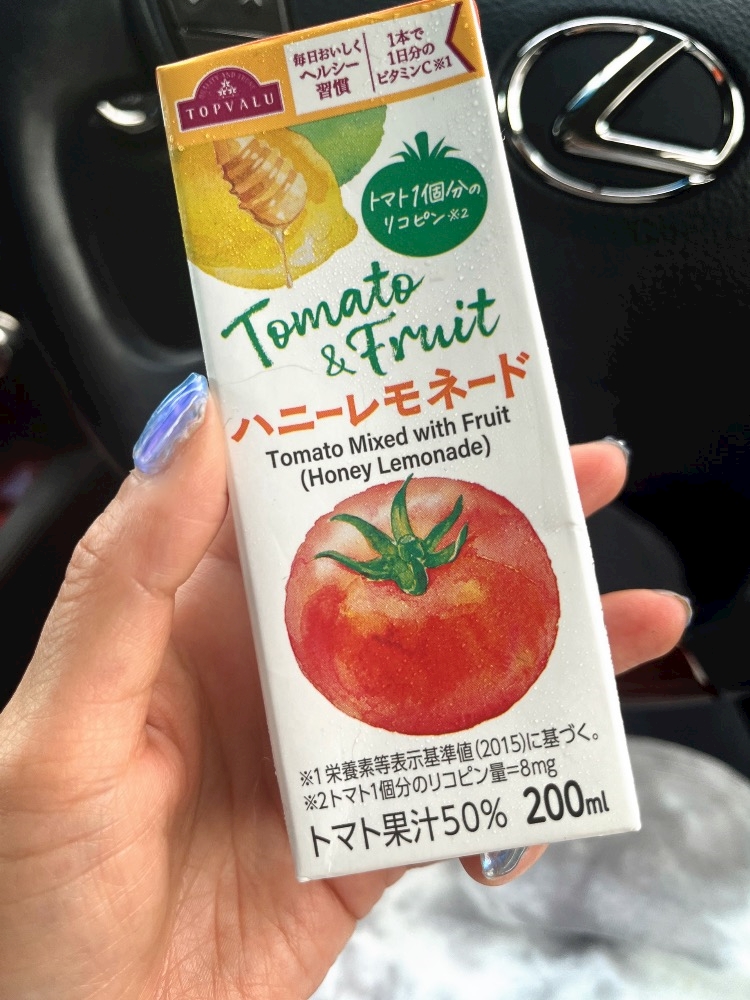 TOPVALU
毎日おいしく
ヘルシー
習慣
1本で
1日分の
ビタミンC※1
トマト1個分の
リコピン※2
Tomato
&Fruit
ハニーレモネード
Tomato Mixed with Fruit
(Honey Lemonade)
※1 栄養素等表示基準値(2015)に基づく。
※2トマト1個分のリコピン量=8mg
トマト果汁50% 200ml